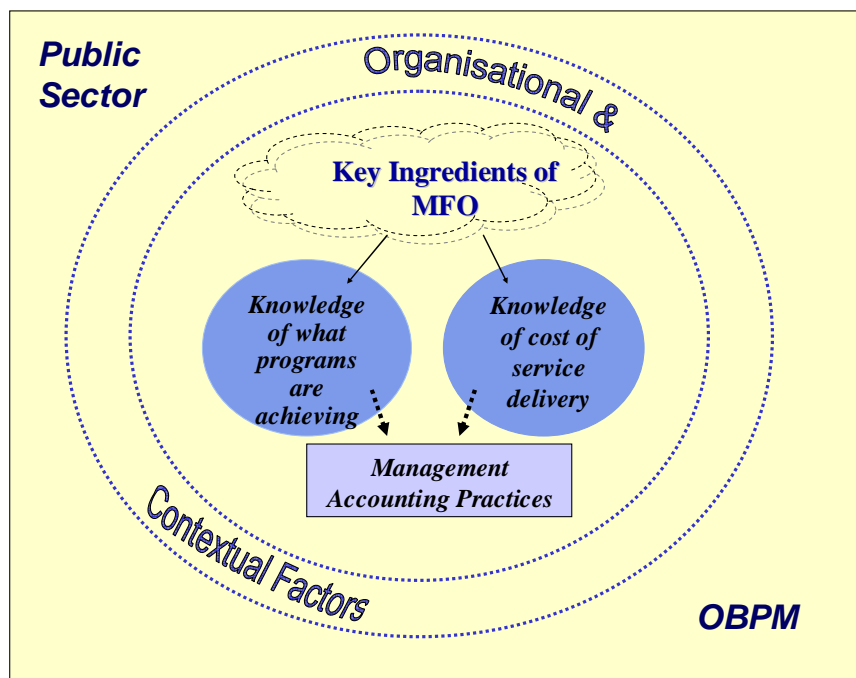 Public
Sector
Organisational &
Key Ingredients of
MFO
Knowledge
of what
programs
are
achieving
Knowledge
of cost of
service
delivery
Management
Accounting Practices
Contextual Factors
OBPM